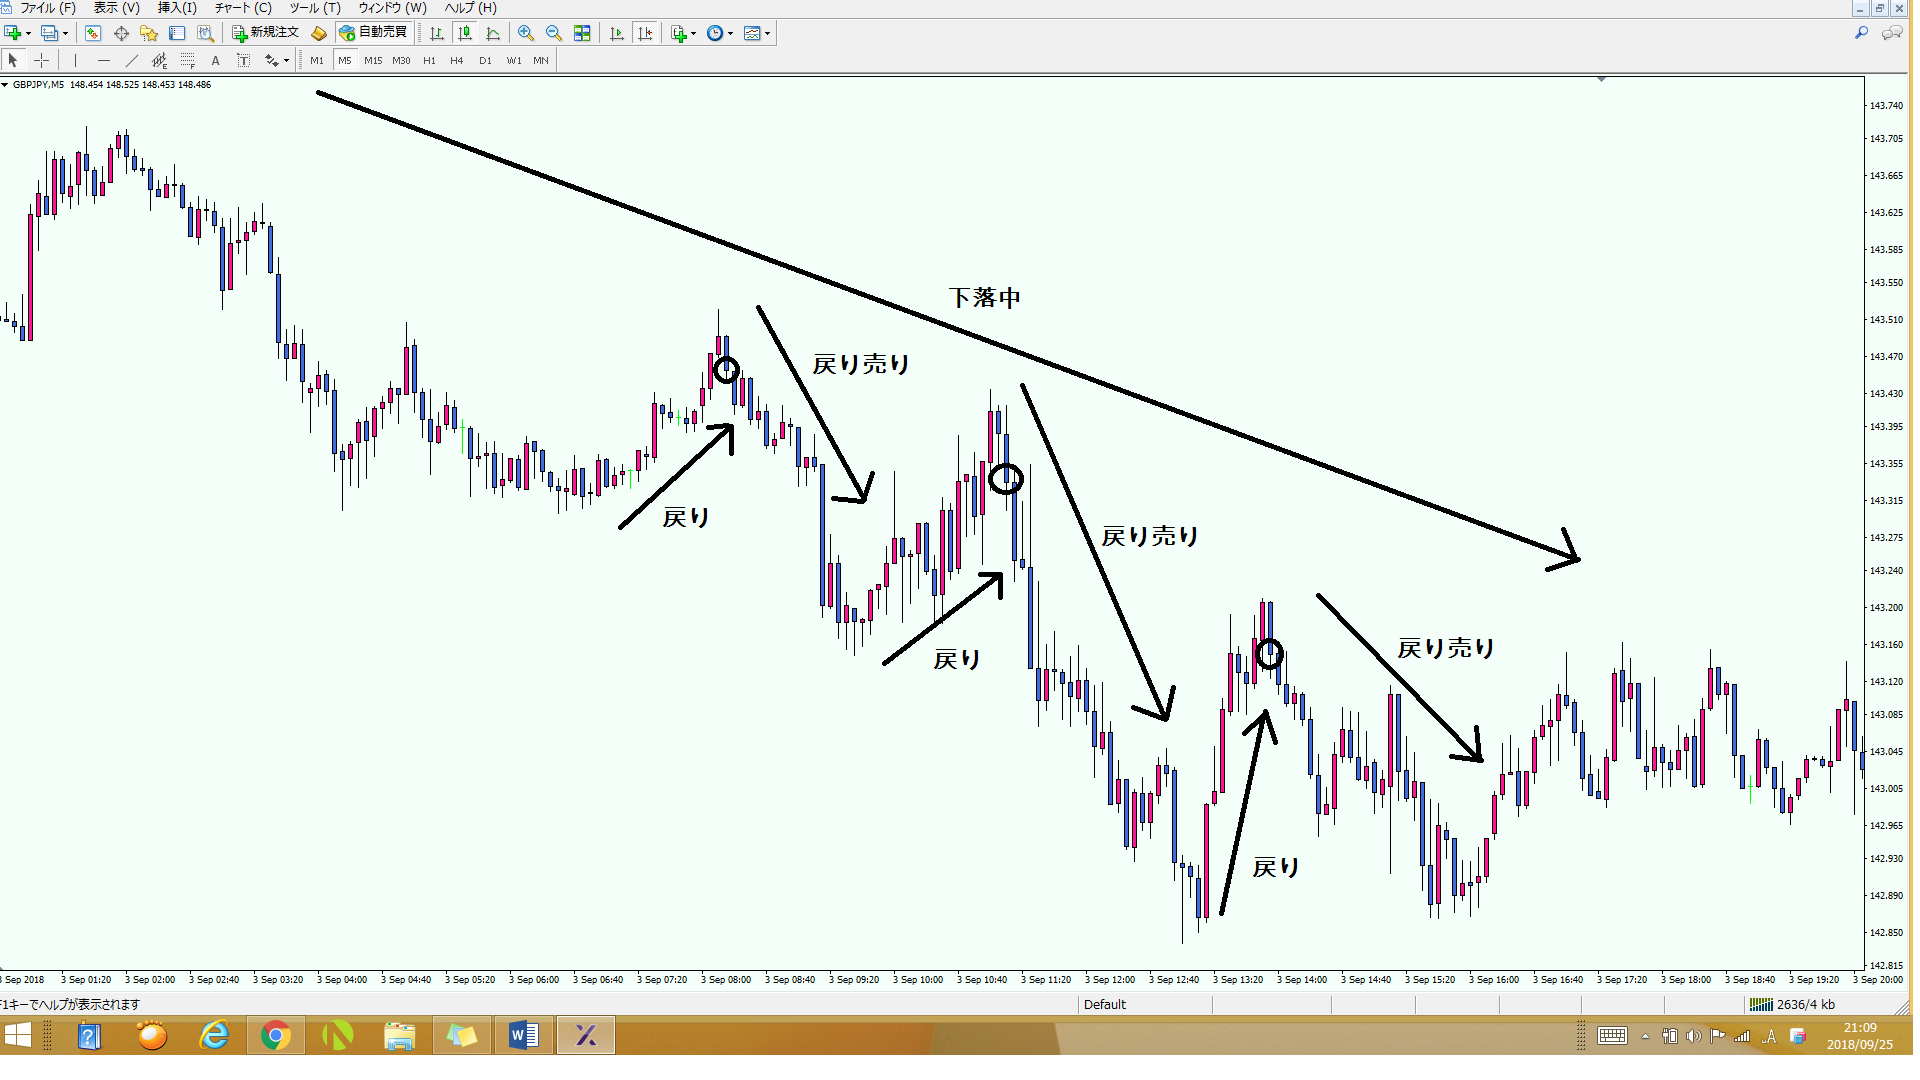 ファイル (F) 表示 (V) 挿入(I) チャート (C) ツール (T) ウィンドウ (W) ヘルプ (H)
新規注文 自動売買
A T M1 M5 M15 M30 H1 H4 D1 W1 MN
GBPJPY,M5 148.454 148.525 148.453 148.486
143.740
143.705
143.665
143.625
143.585
143.550
143.510
143.470
143.430
143.395
143.355
143.315
143.275
143.240
143.200
143.160
143.120
143.085
143.045
143.005
142.965
142.930
142.890
142.850
142.815
下落中
戻り売り
戻り
戻り売り
戻り
戻り売り
戻り
3 Sep 2018 3 Sep 01:20 3 Sep 02:00 3 Sep 02:40 3 Sep 03:20 3 Sep 04:00 3 Sep 04:40 3 Sep 05:20 3 Sep 06:00 3 Sep 06:40 3 Sep 07:20 3 Sep 08:00 3 Sep 08:40 3 Sep 09:20 3 Sep 10:00 3 Sep 10:40 3 Sep 11:20 3 Sep 12:00 3 Sep 12:40 3 Sep 13:20 3 Sep 14:00 3 Sep 14:40 3 Sep 15:20 3 Sep 16:00 3 Sep 16:40 3 Sep 17:20 3 Sep 18:00 3 Sep 18:40 3 Sep 19:20 3 Sep 20:00
F1キーでヘルプが表示されます Default 2636/4 kb
A 21:09
2018/09/25